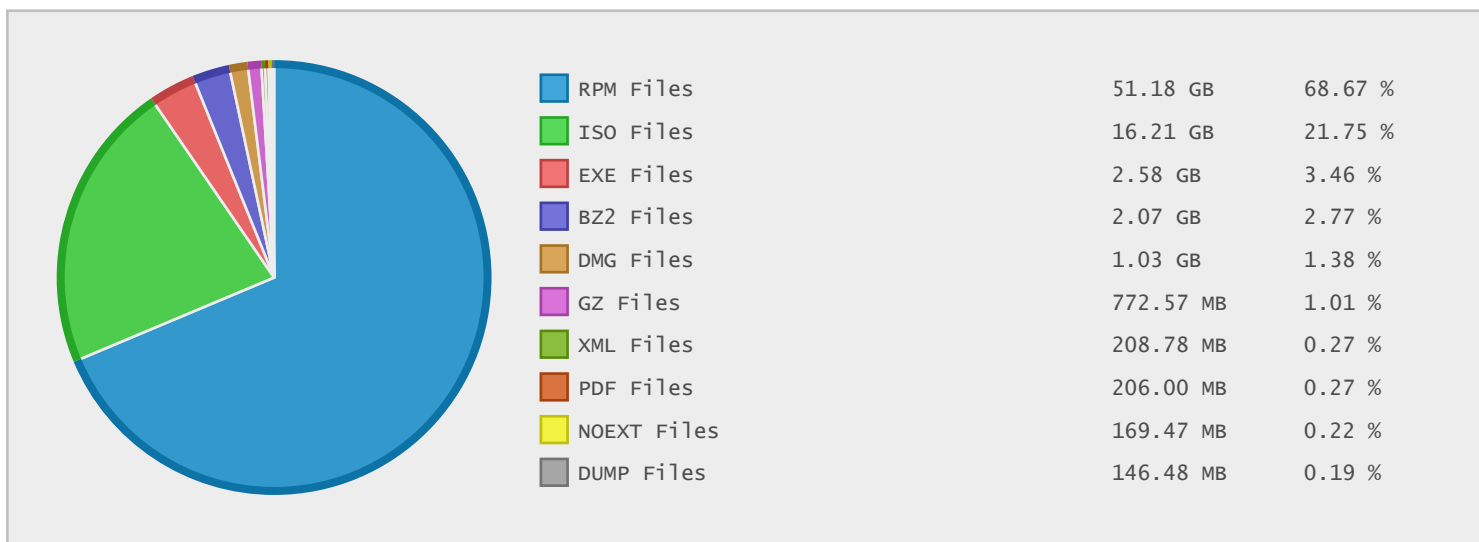 RPM Files 51.18 GB 68.67 %
ISO Files 16.21 GB 21.75 %
EXE Files 2.58 GB 3.46 %
BZ2 Files 2.07 GB 2.77 %
DMG Files 1.03 GB 1.38 %
GZ Files 772.57 MB 1.01 %
XML Files 208.78 MB 0.27 %
PDF Files 206.00 MB 0.27 %
NOEXT Files 169.47 MB 0.22 %
DUMP Files 146.48 MB 0.19 %